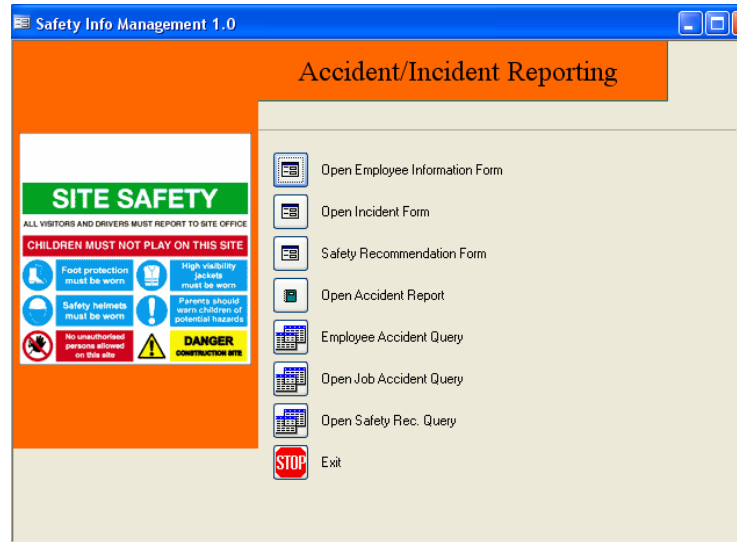 Safety Info Management 1.0
Accident/Incident Reporting
SITE SAFETY
ALL VISITORS AND DRIVERS MUST REPORT TO SITE OFFICE
CHILDREN MUST NOT PLAY ON THIS SITE
Foot protection
must be worn
High visibility
jackets
must be worn
Safety helmets
must be worn
Parents should
warn children of
potential hazards
No unauthorised
persons allowed
on this site
DANGER
CONSTRUCTION SITE
Open Employee Information Form
Open Incident Form
Safety Recommendation Form
Open Accident Report
Employee Accident Query
Open Job Accident Query
Open Safety Rec. Query
STOP
Exit